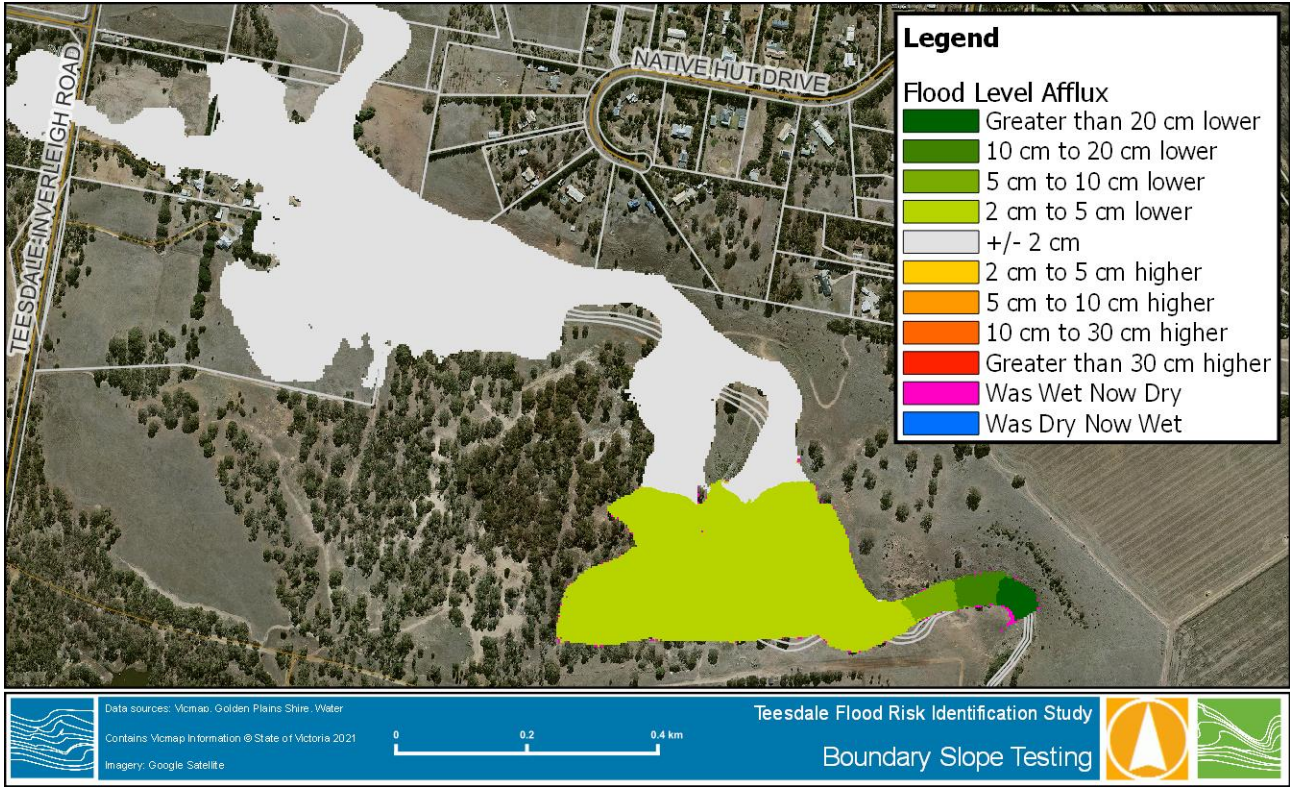 TEESDALE-INVERLEIGH ROAD
NATIVE HUT DRIVE
Legend
Flood Level Afflux
Greater than 20 cm lower
10 cm to 20 cm lower
5 cm to 10 cm lower
2 cm to 5 cm lower
+/- 2 cm
2 cm to 5 cm higher
5 cm to 10 cm higher
10 cm to 30 cm higher
Greater than 30 cm higher
Was Wet Now Dry
Was Dry Now Wet
Data sources: Vicmap, Golden Plains Shire, Water
Contains Vicmap Information © State of Victoria 2021
Imagery: Google Satellite
0 0.2 0.4 km
Teesdale Flood Risk Identification Study
Boundary Slope Testing